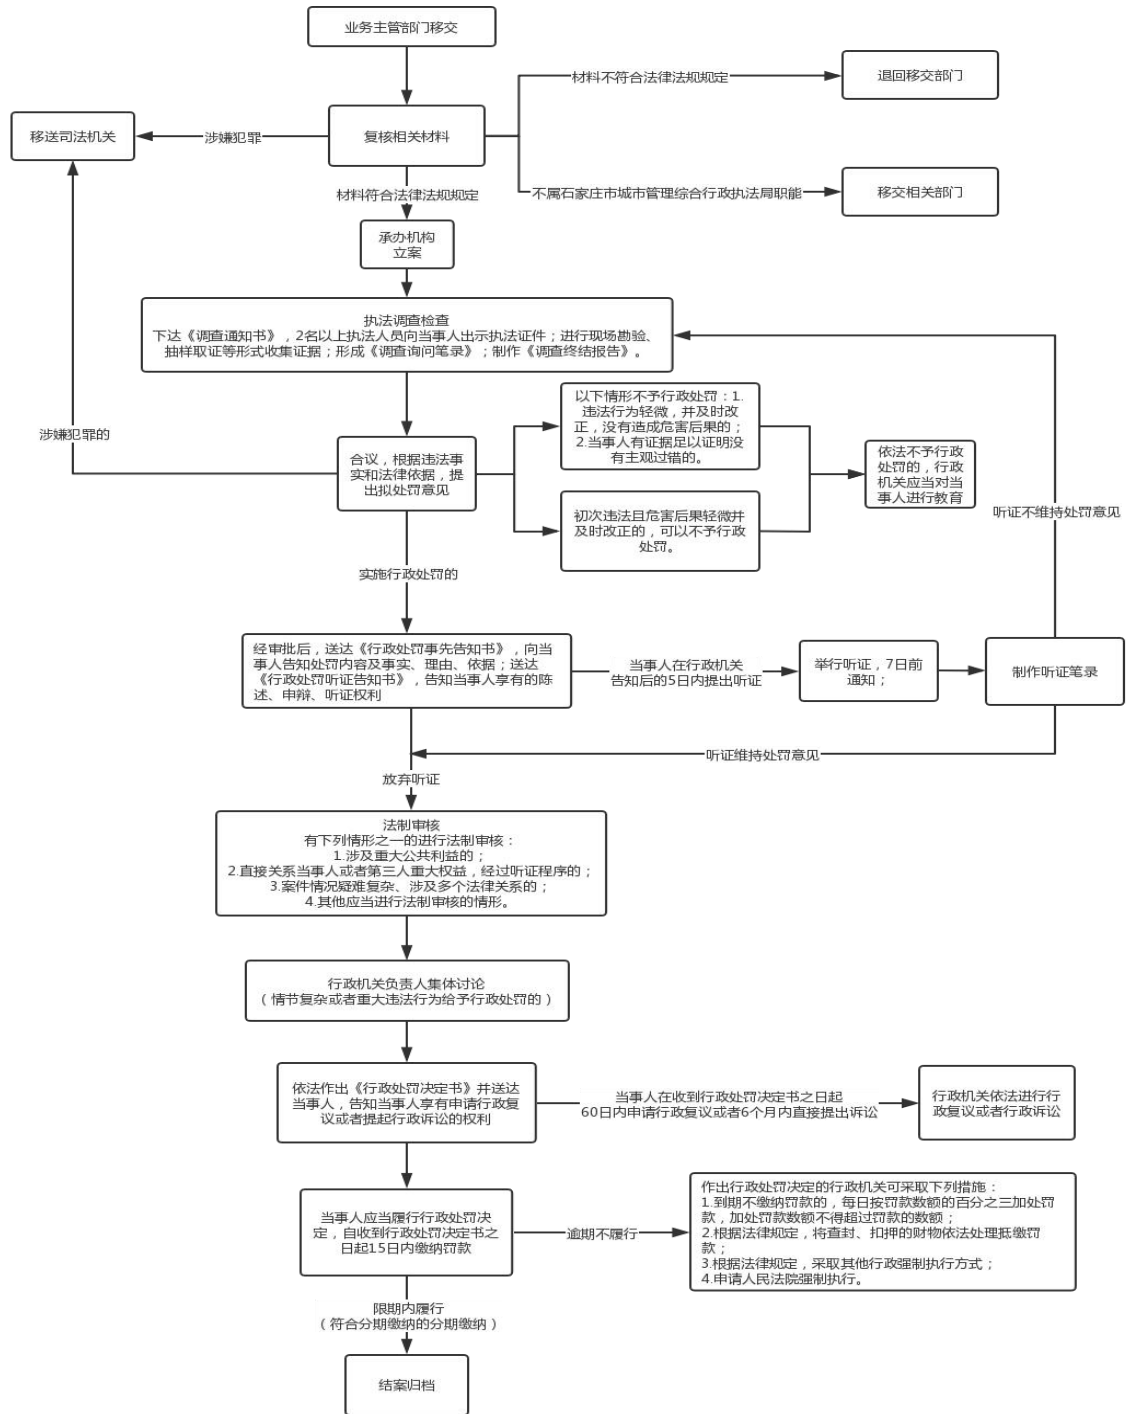 业务主管部门移交
材料不符合法律法规规定
退回移交部门
移送司法机关
涉嫌犯罪
复核相关材料
不属石家庄市城市管理综合行政执法局职能
移交相关部门
材料符合法律法规规定
承办机构
立案
执法调查检查
下达《调查通知书》，2名以上执法人员向当事人出示执法证件；进行现场勘验、
抽样取证等形式收集证据；形成《调查询问笔录》；制作《调查终结报告》。
涉嫌犯罪的
合议，根据违法事
实和法律依据，提
出拟处罚意见
以下情形不予行政处罚：1.
违法行为轻微，并及时改
正，没有造成危害后果的；
2.当事人有证据足以证明没
有主观过错的。
初次违法且危害后果轻微并
及时改正的，可以不予行政
处罚。
依法不予行政
处罚的，行政
机关应当对当
事人进行教育
听证不维持处罚意见
实施行政处罚的
经审批后，送达《行政处罚事先告知书》，向当
事人告知处罚内容及事实、理由、依据；送达
《行政处罚听证告知书》，告知当事人享有的陈
述、申辩、听证权利
当事人在行政机关
告知后的5日内提出听证
举行听证，7日前
通知；
制作听证笔录
听证维持处罚意见
放弃听证
法制审核
有下列情形之一的进行法制审核：
1.涉及重大公共利益的；
2.直接关系当事人或者第三人重大权益，经过听证程序的；
3.案件情况疑难复杂、涉及多个法律关系的；
4.其他应当进行法制审核的情形。
行政机关负责人集体讨论
（情节复杂或者重大违法行为给予行政处罚的）
依法作出《行政处罚决定书》并送达
当事人，告知当事人享有申请行政复
议或者提起行政诉讼的权利
当事人在收到行政处罚决定书之日起
60日内申请行政复议或者6个月内直接提出诉讼
行政机关依法进行行
政复议或者行政诉讼
当事人应当履行行政处罚决
定，自收到行政处罚决定书之
日起15日内缴纳罚款
逾期不履行
作出行政处罚决定的行政机关可采取下列措施：
1.到期不缴纳罚款的，每日按罚款数额的百分之三加处罚
款，加处罚款数额不得超过罚款的数额；
2.根据法律规定，将查封、扣押的财物依法处理抵缴罚
款；
3.根据法律规定，采取其他行政强制执行方式；
4.申请人民法院强制执行。
限期内履行
（符合分期缴纳的分期缴纳）
结案归档